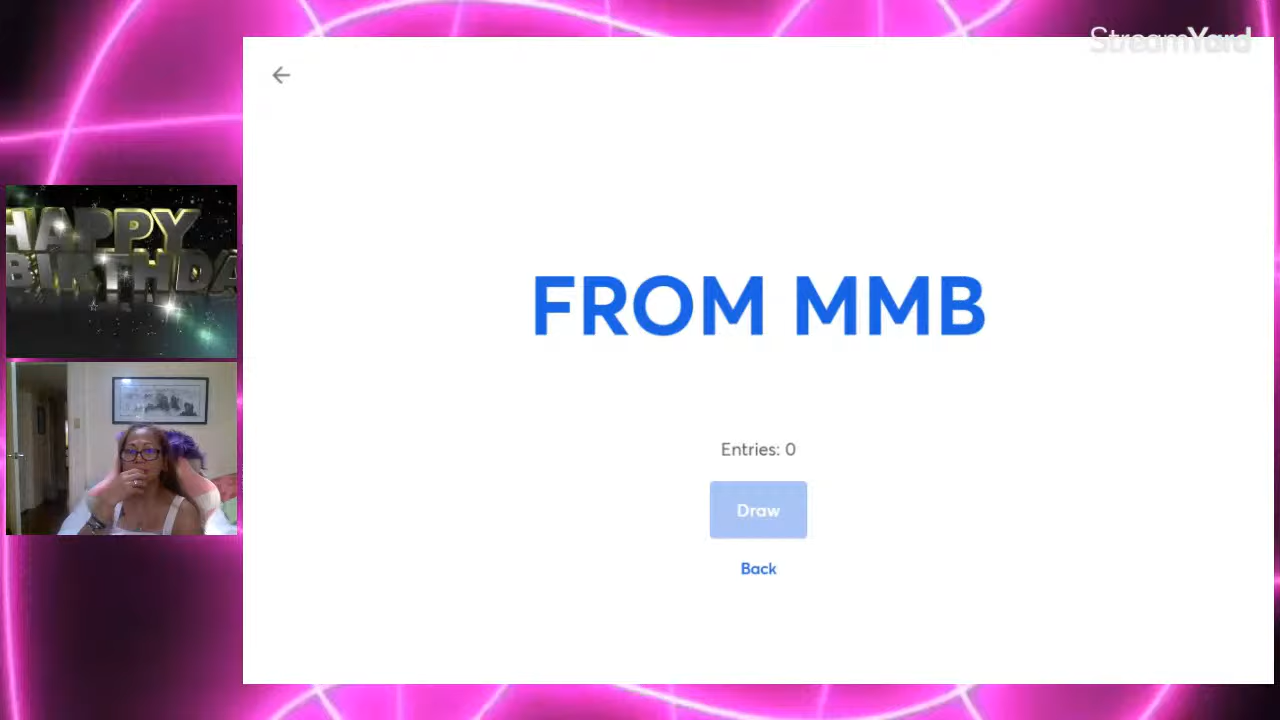 StreamYard
HAPPY
BIRTHDA
FROM MMB
Entries: 0
Draw
Back